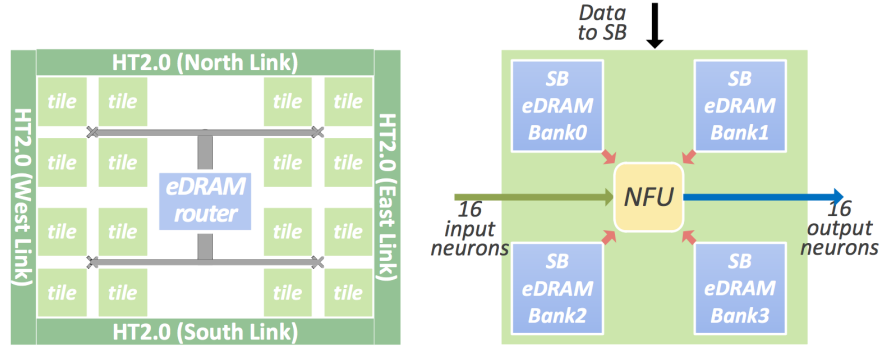 HT2.0 (North Link)
HT2.0 (West Link)
tile tile tile tile
tile tile tile tile
eDRAM
router
tile tile tile tile
tile tile tile tile
HT2.0 (East Link)
HT2.0 (South Link)
Data
to SB
SB
eDRAM
Bank0
SB
eDRAM
Bank1
NFU
16
input
neurons
16
output
neurons
SB
eDRAM
Bank2
SB
eDRAM
Bank3